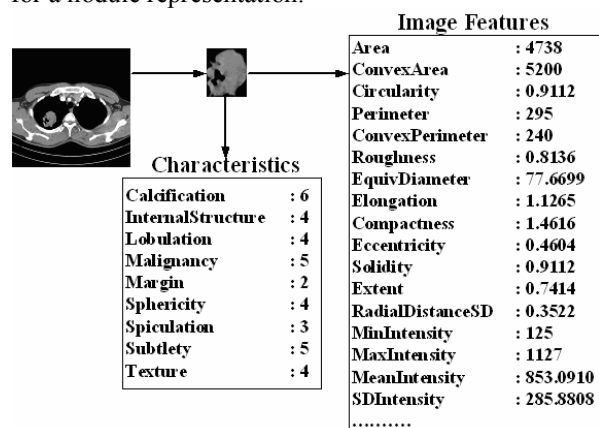 for a nodule representation.
Image Features
Area : 4738
ConvexArea : 5200
Circularity : 0.9112
Perimeter : 295
ConvexPerimeter : 240
Roughness : 0.8136
EquivDiameter : 77.6699
Elongation : 1.1265
Compactness : 1.4616
Eccentricity : 0.4604
Solidity : 0.9112
Extent : 0.7414
RadialDistanceSD : 0.3522
MinIntensity : 125
MaxIntensity : 1127
MeanIntensity : 853.0910
SDIntensity : 285.8808
..........
Characteristics
Calcification : 6
InternalStructure : 4
Lobulation : 4
Malignancy : 5
Margin : 2
Sphericity : 4
Spiculation : 3
Subtlety : 5
Texture : 4